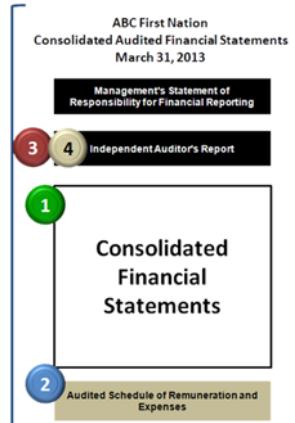 ABC First Nation
Consolidated Audited Financial Statements
March 31, 2013
Management's Statement of
Responsibility for Financial Reporting
3 4 Independent Auditor's Report
1
Consolidated
Financial
Statements
2
Audited Schedule of Remuneration and
Expenses